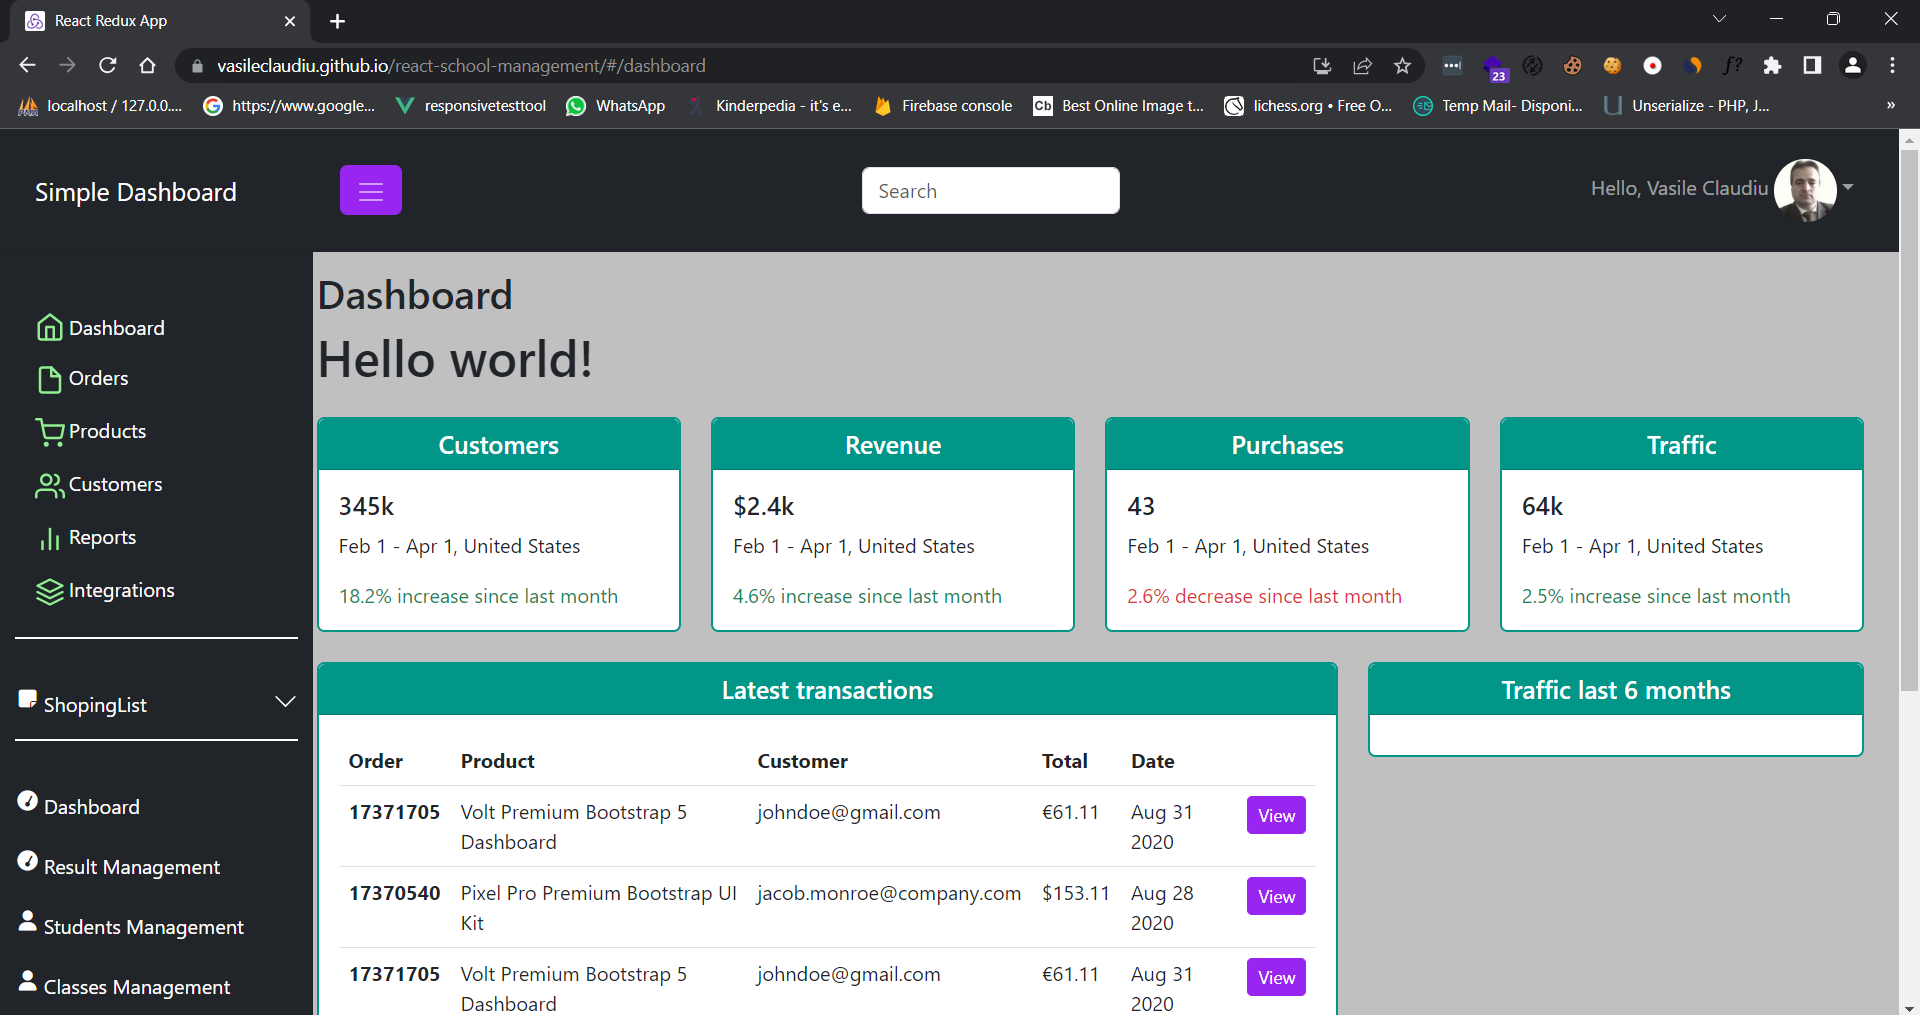 React Redux App
vasileclaudiu.github.io/react-school-management/#/dashboard
23
f?
localhost / 127.0.0....
https://www.google...
responsivetesttool
WhatsApp
Kinderpedia - it's e...
Firebase console
Cb
Best Online Image t...
lichess.org • Free O...
Temp Mail- Disponi...
Unserialize - PHP, J...
»
Simple Dashboard
Search
Hello, Vasile Claudiu
Dashboard
Orders
Products
Customers
Reports
Integrations
ShopingList
Dashboard
Result Management
Students Management
Classes Management
Dashboard
Hello world!
Customers
345k
Feb 1 - Apr 1, United States
18.2% increase since last month
Revenue
$2.4k
Feb 1 - Apr 1, United States
4.6% increase since last month
Purchases
43
Feb 1 - Apr 1, United States
2.6% decrease since last month
Traffic
64k
Feb 1 - Apr 1, United States
2.5% increase since last month
Latest transactions
Order Product Customer Total Date
17371705 Volt Premium Bootstrap 5 johndoe@gmail.com €61.11 Aug 31 View
Dashboard 2020
17370540 Pixel Pro Premium Bootstrap UI jacob.monroe@company.com $153.11 Aug 28 View
Kit 2020
17371705 Volt Premium Bootstrap 5 johndoe@gmail.com €61.11 Aug 31 View
Dashboard 2020
Traffic last 6 months